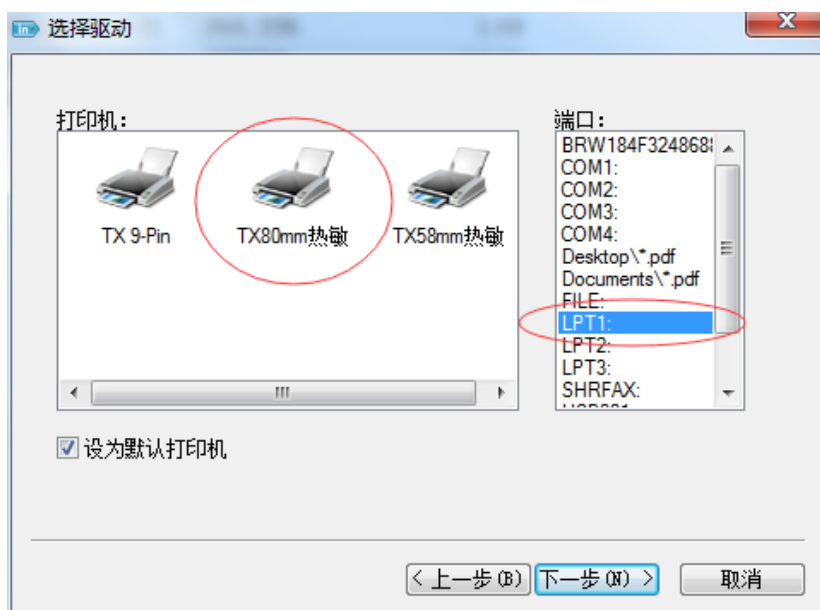 选择驱动
打印机：
端口：
TX 9-Pin
TX80mm热敏
TX58mm热敏
BRW184F324868
COM1:
COM2:
COM3:
COM4:
Desktop\*.pdf
Documents\*.pdf
FILE:
LPT1:
LPT2:
LPT3:
SHRFAX:
设为默认打印机
< 上一步(B)
下一步(N) >
取消